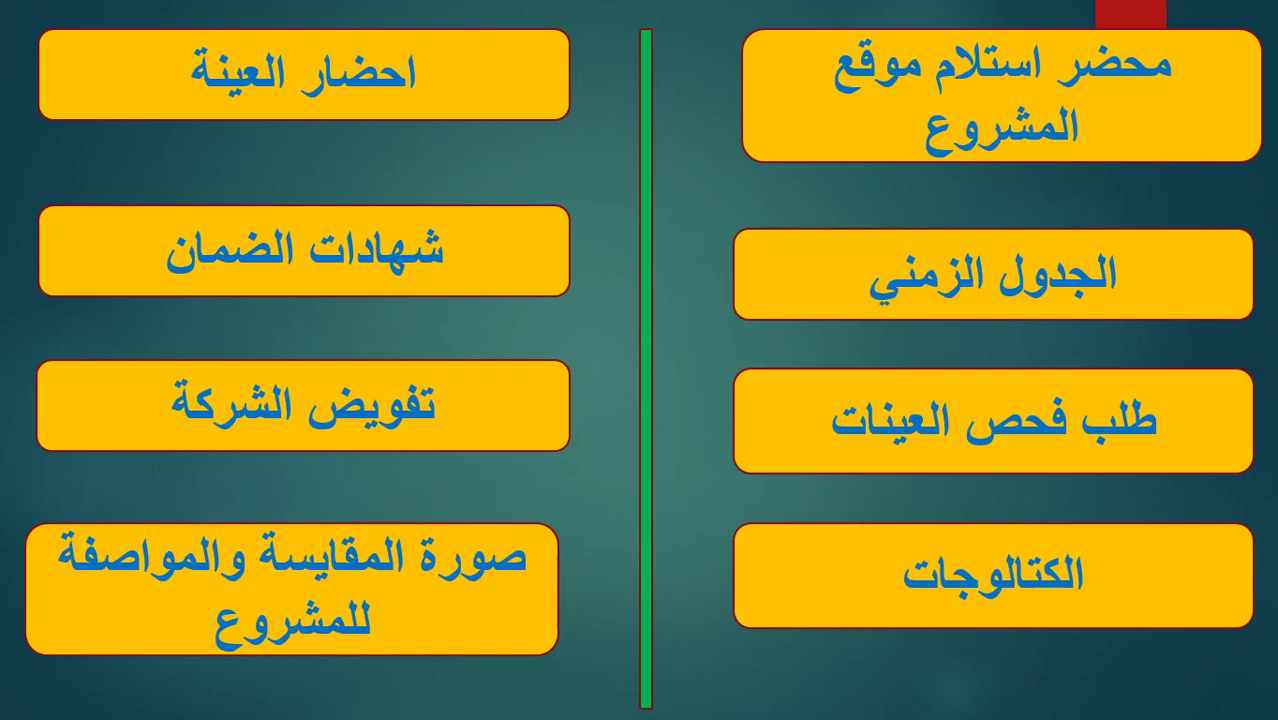 محضر استلام موقع
المشروع
الجدول الزمني
طلب فحص العينات
الكتالوجات
احضار العينة
شهادات الضمان
تفويض الشركة
صورة المقايسة والمواصفة
للمشروع